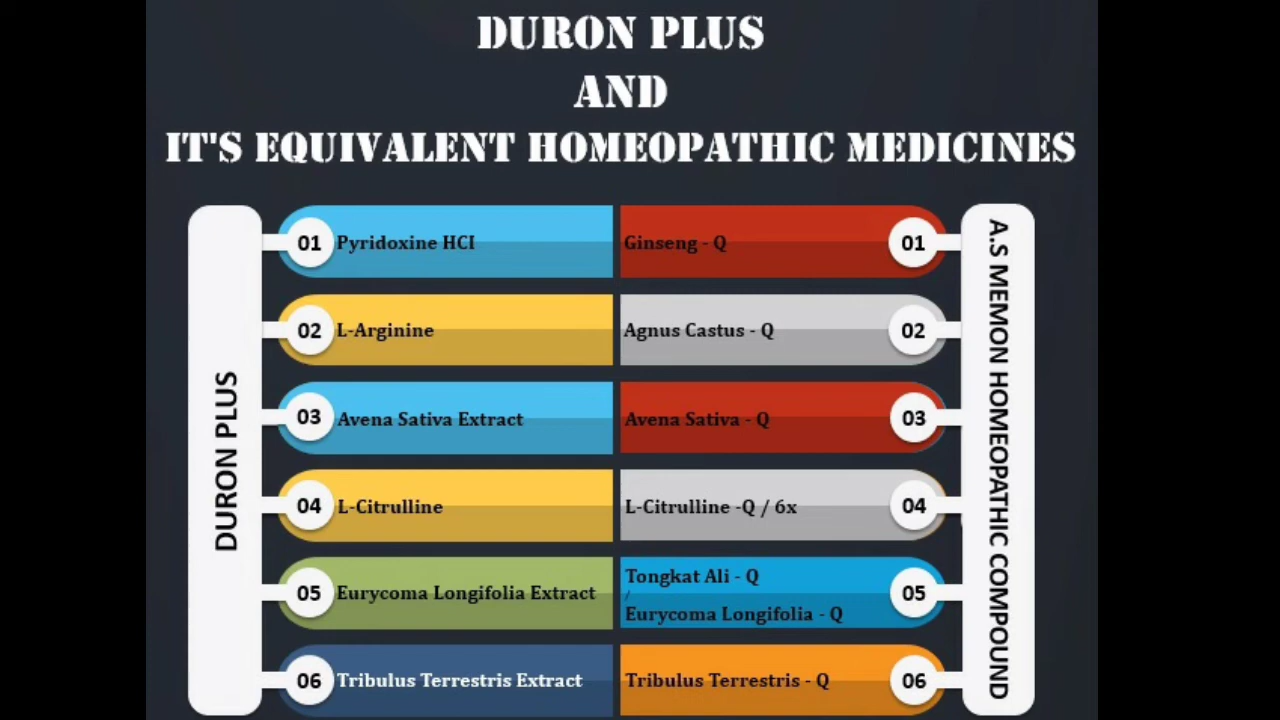 DURON PLUS
AND
IT'S EQUIVALENT HOMEOPATHIC MEDICINES
DURON PLUS
01 Pyridoxine HCI
Ginseng - Q 01
02 L-Arginine
Agnus Castus - Q 02
03 Avena Sativa Extract
Avena Sativa - Q 03
04 L-Citrulline
L-Citrulline -Q / 6x 04
05 Eurycoma Longifolia Extract
Tongkat Ali - Q
/
Eurycoma Longifolia - Q 05
06 Tribulus Terrestris Extract
Tribulus Terrestris - Q 06
A.S MEMON HOMEOPATHIC COMPOUND